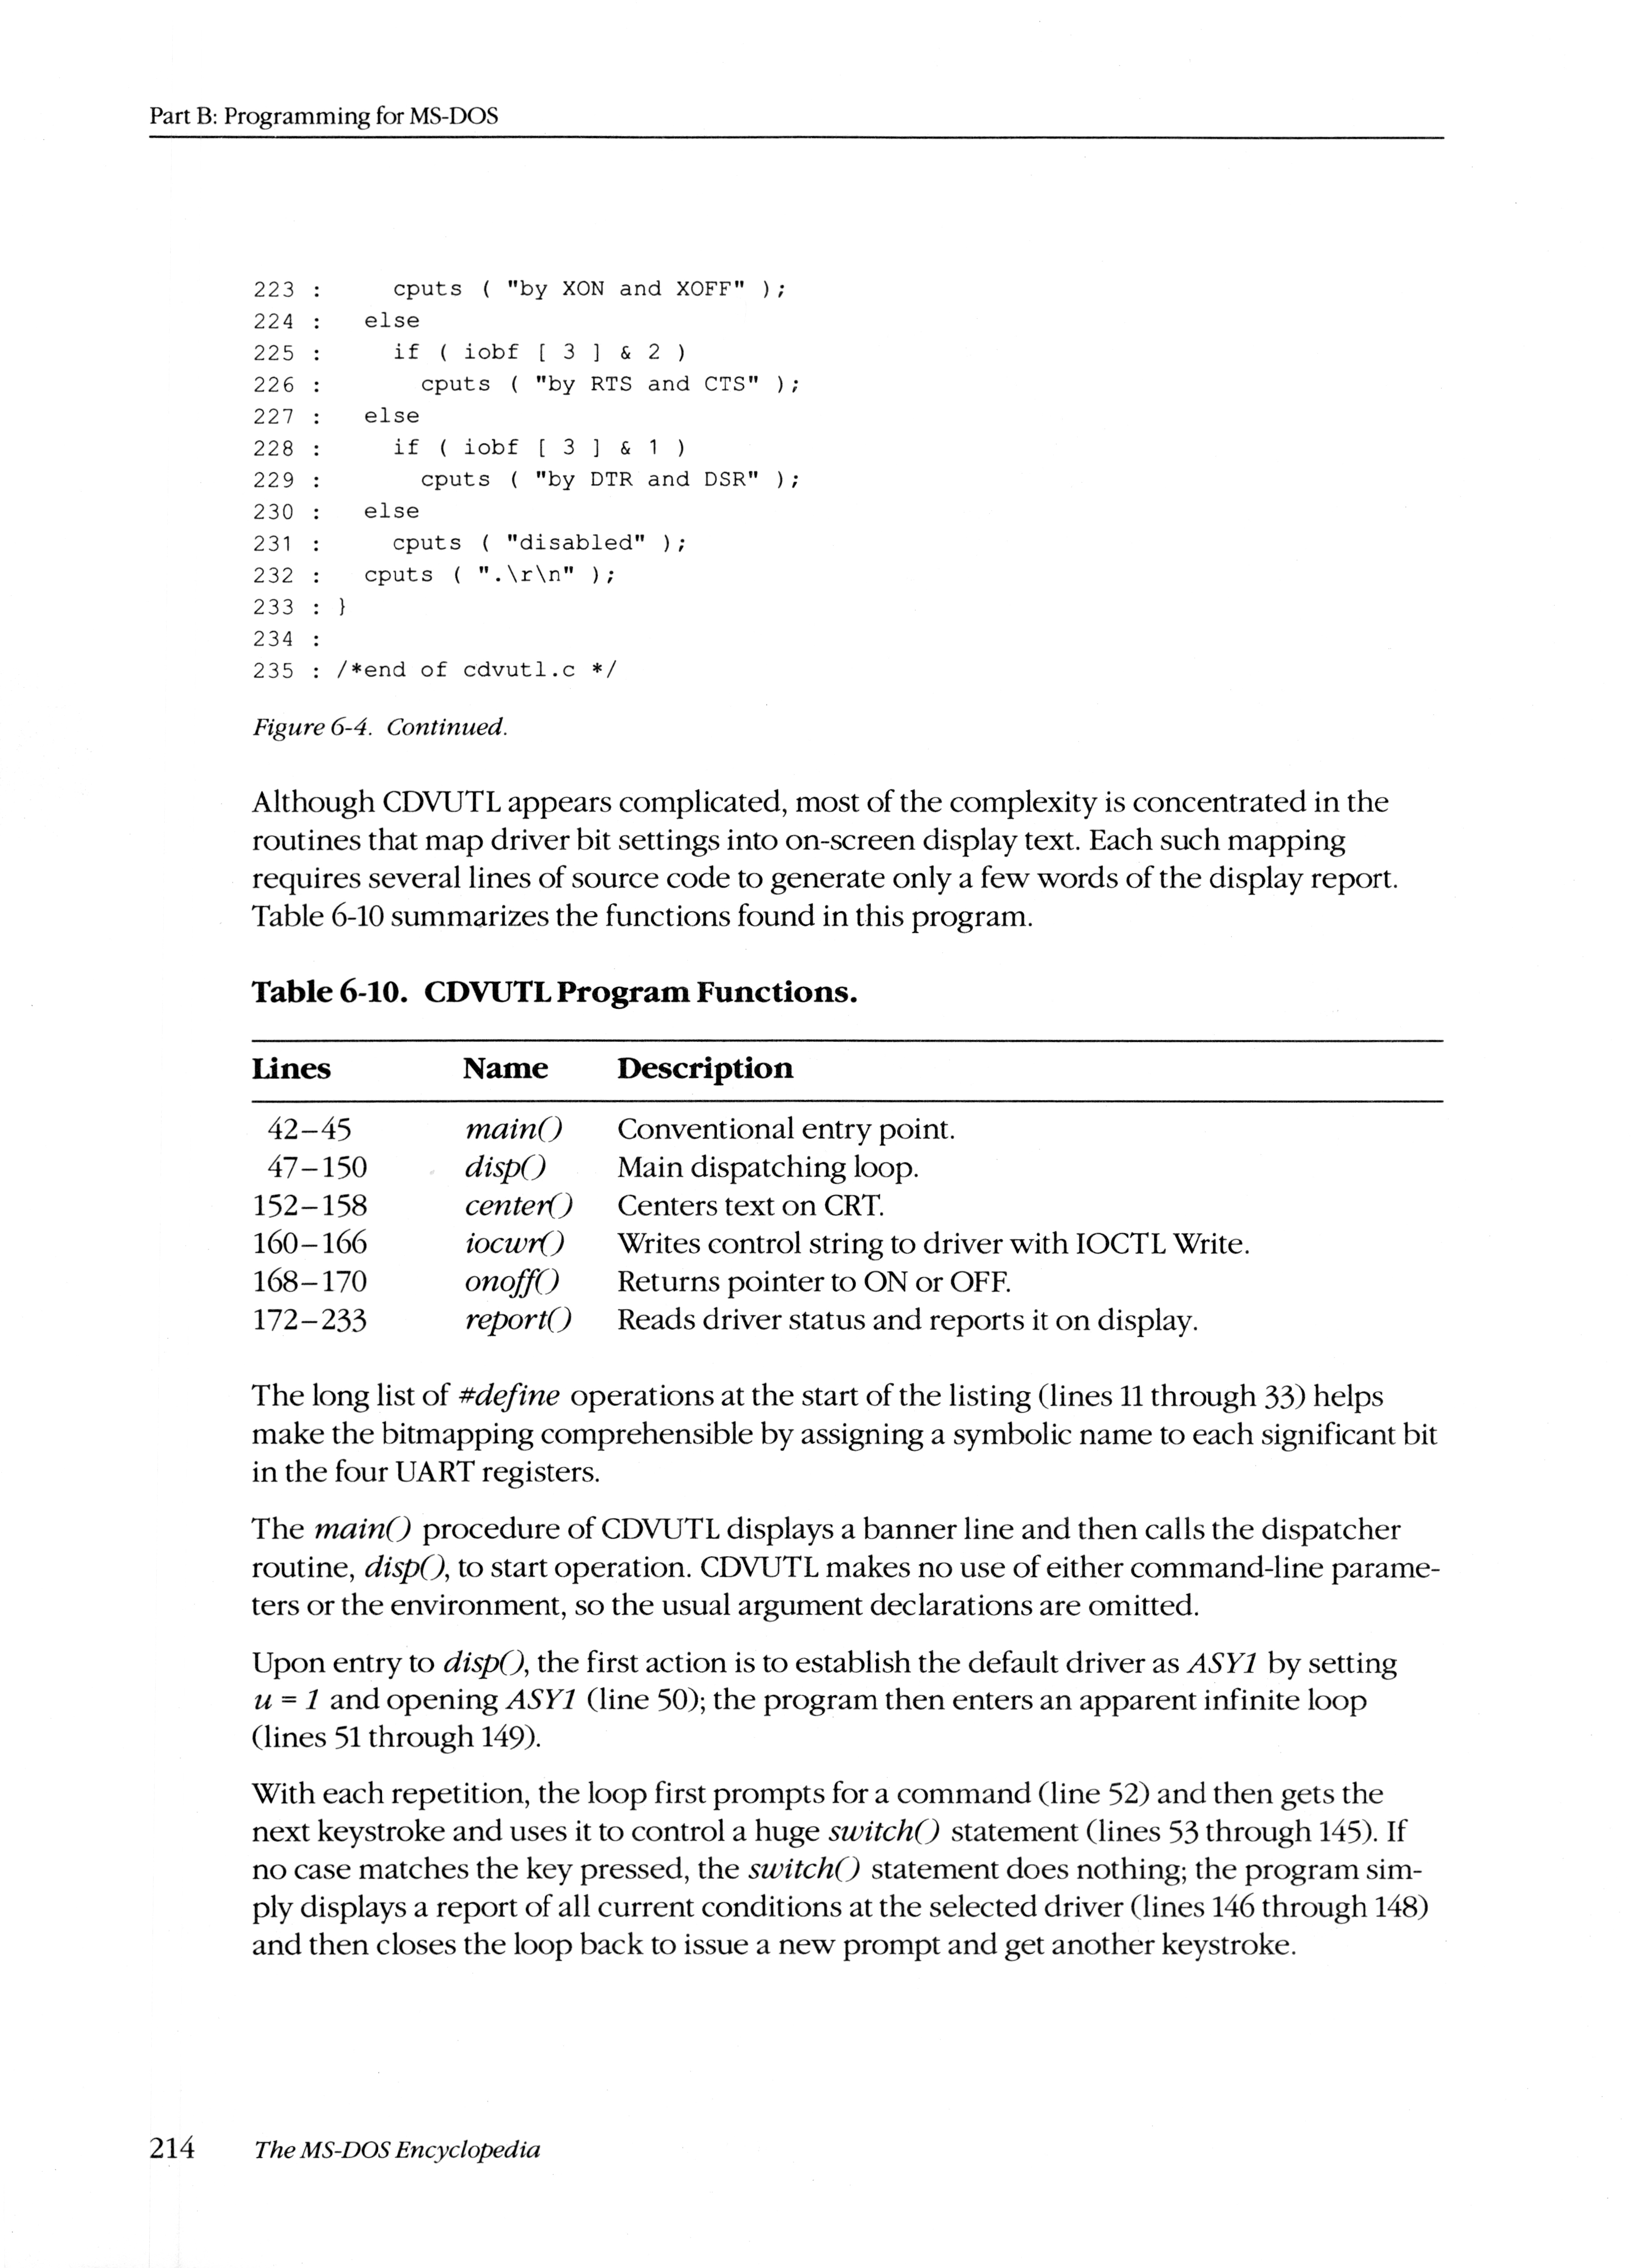 Part B: Programming for MS-DOS
223 :     cputs ( "by XON and XOFF" );
224 :   else
225 :     if ( iobf [ 3 ] & 2 )
226 :       cputs ( "by RTS and CTS" );
227 :   else
228 :     if ( iobf [ 3 ] & 1 )
229 :       cputs ( "by DTR and DSR" );
230 :   else
231 :     cputs ( "disabled" );
232 :   cputs ( ".\r\n" );
233 : }
234 :
235 : /*end of cdvutl.c */
Figure 6-4. Continued.
Although CDVUTL appears complicated, most of the complexity is concentrated in the
routines that map driver bit settings into on-screen display text. Each such mapping
requires several lines of source code to generate only a few words of the display report.
Table 6-10 summarizes the functions found in this program.
Table 6-10. CDVUTL Program Functions.
Lines Name Description
42–45 main() Conventional entry point.
47–150 disp() Main dispatching loop.
152–158 center() Centers text on CRT.
160–166 iocwr() Writes control string to driver with IOCTL Write.
168–170 onoff() Returns pointer to ON or OFF.
172–233 report() Reads driver status and reports it on display.
The long list of #define operations at the start of the listing (lines 11 through 33) helps
make the bitmapping comprehensible by assigning a symbolic name to each significant bit
in the four UART registers.
The main() procedure of CDVUTL displays a banner line and then calls the dispatcher
routine, disp(), to start operation. CDVUTL makes no use of either command-line parame-
ters or the environment, so the usual argument declarations are omitted.
Upon entry to disp(), the first action is to establish the default driver as ASY1 by setting
u = 1 and opening ASY1 (line 50); the program then enters an apparent infinite loop
(lines 51 through 149).
With each repetition, the loop first prompts for a command (line 52) and then gets the
next keystroke and uses it to control a huge switch() statement (lines 53 through 145). If
no case matches the key pressed, the switch() statement does nothing; the program sim-
ply displays a report of all current conditions at the selected driver (lines 146 through 148)
and then closes the loop back to issue a new prompt and get another keystroke.
214 The MS-DOS Encyclopedia